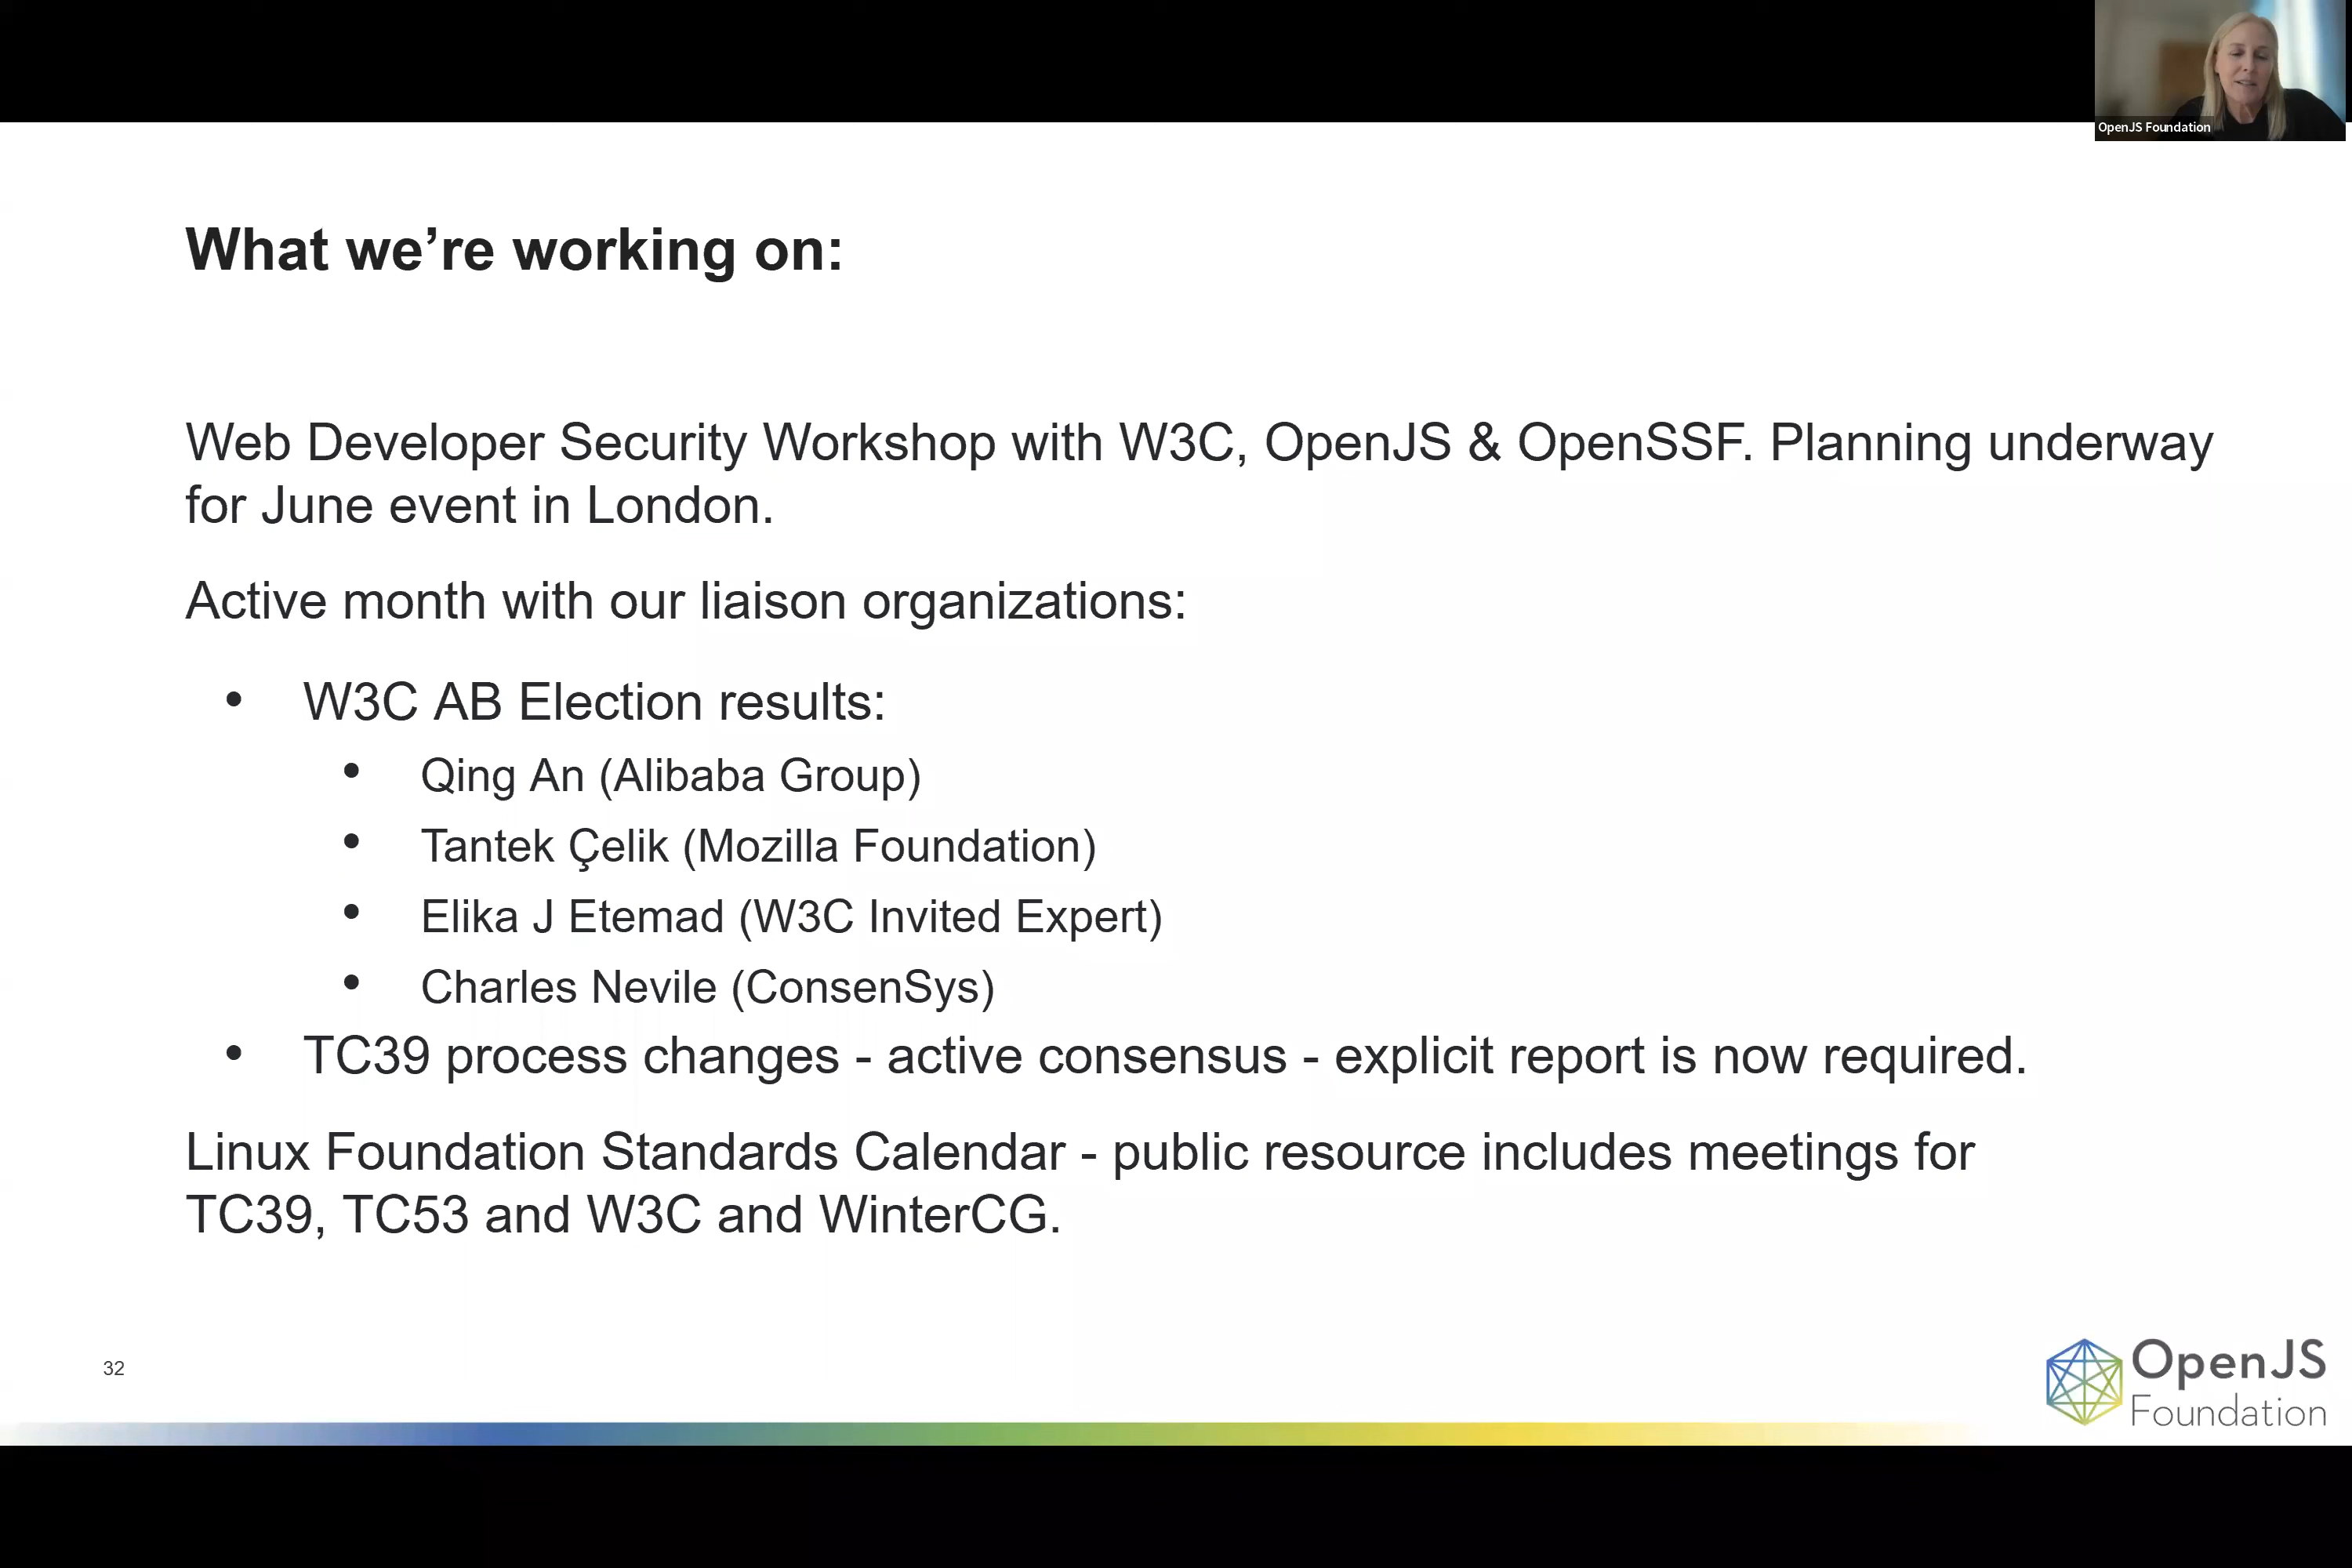 OpenJS Foundation
What we’re working on:
Web Developer Security Workshop with W3C, OpenJS & OpenSSF. Planning underway
for June event in London.
Active month with our liaison organizations:
• W3C AB Election results:
• Qing An (Alibaba Group)
• Tantek Çelik (Mozilla Foundation)
• Elika J Etemad (W3C Invited Expert)
• Charles Nevile (ConsenSys)
• TC39 process changes - active consensus - explicit report is now required.
Linux Foundation Standards Calendar - public resource includes meetings for
TC39, TC53 and W3C and WinterCG.
32
OpenJS
Foundation